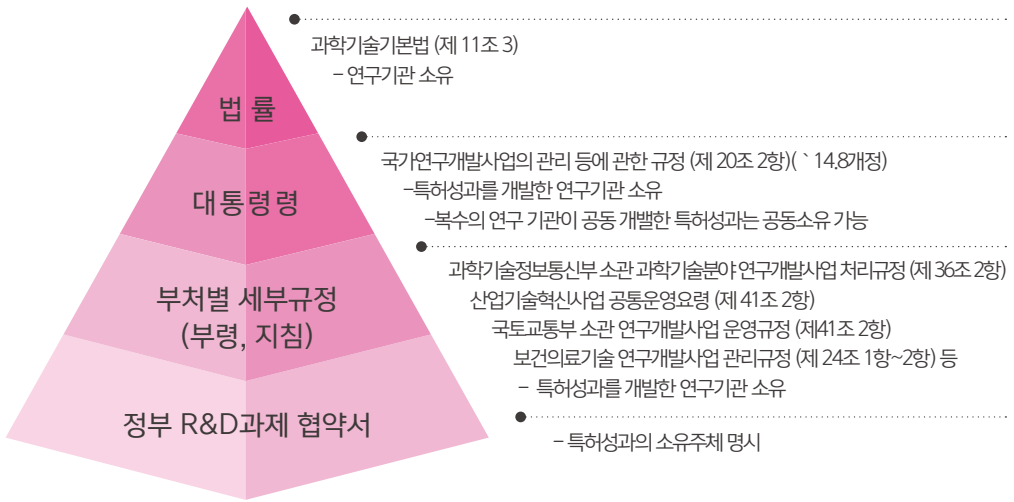 과학기술기본법 (제 11조 3)
- 연구기관 소유
법 률
국가연구개발사업의 관리 등에 관한 규정 (제 20조 2항)( `14.8개정)
-특허성과를 개발한 연구기관 소유
-복수의 연구 기관이 공동 개발한 특허성과는 공동소유 가능
대통령령
과학기술정보통신부 소관 과학기술분야 연구개발사업 처리규정 (제 36조 2항)
산업기술혁신사업 공통운영요령 (제 41조 2항)
국토교통부 소관 연구개발사업 운영규정 (제41조 2항)
보건의료기술 연구개발사업 관리규정 (제 24조 1항~2항) 등
- 특허성과를 개발한 연구기관 소유
부처별 세부규정
(부령, 지침)
정부 R&D과제 협약서
- 특허성과의 소유주체 명시